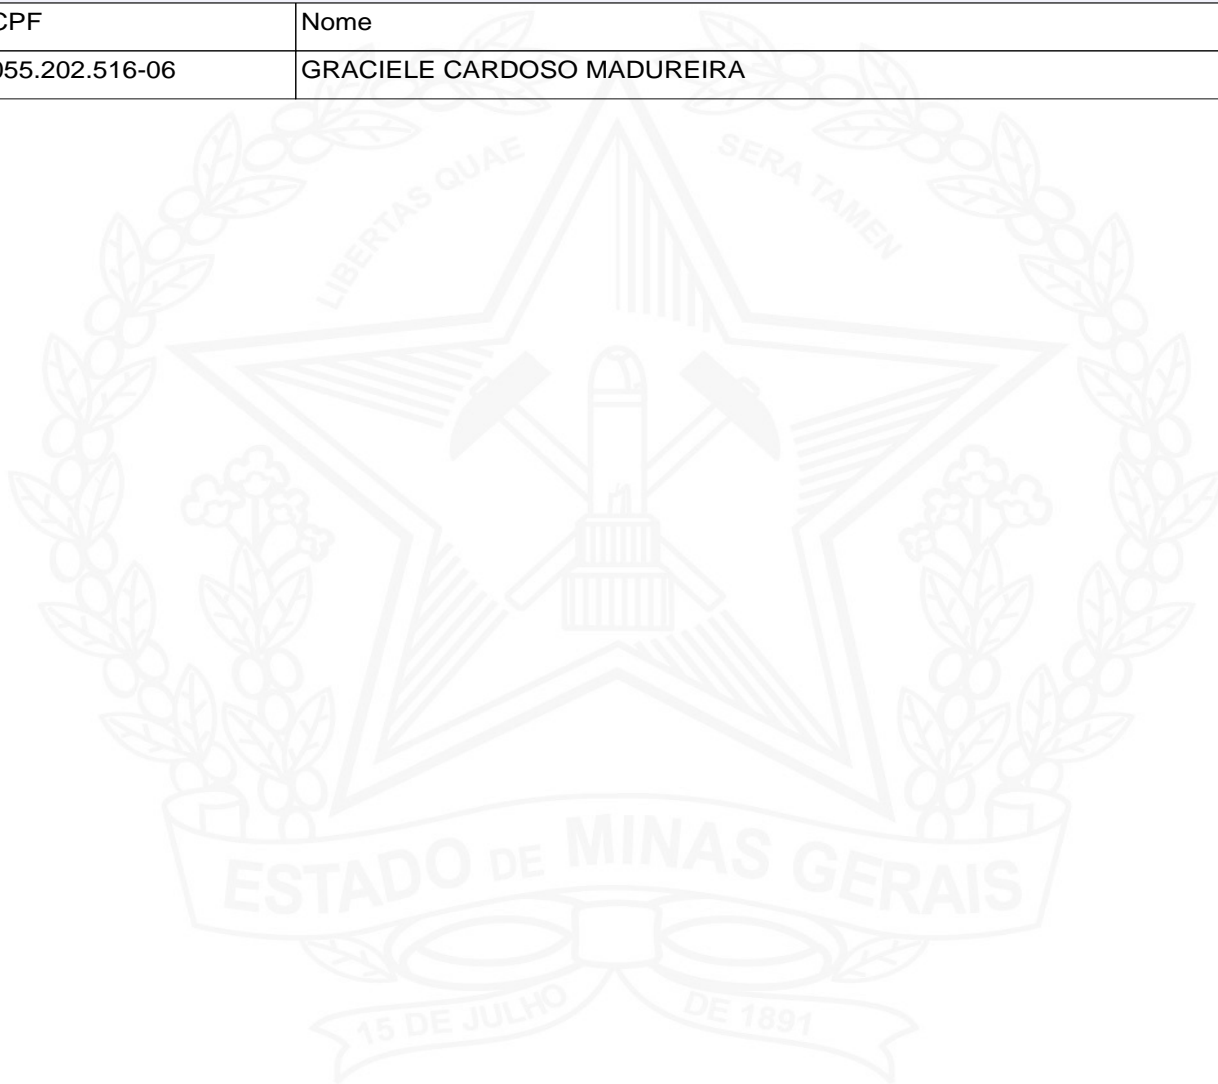 CPF Nome
055.202.516-06 GRACIELE CARDOSO MADUREIRA
LIBERTAS QUAE SERA TAMEN
ESTADO DE MINAS GERAIS
15 DE JULHO DE 1891